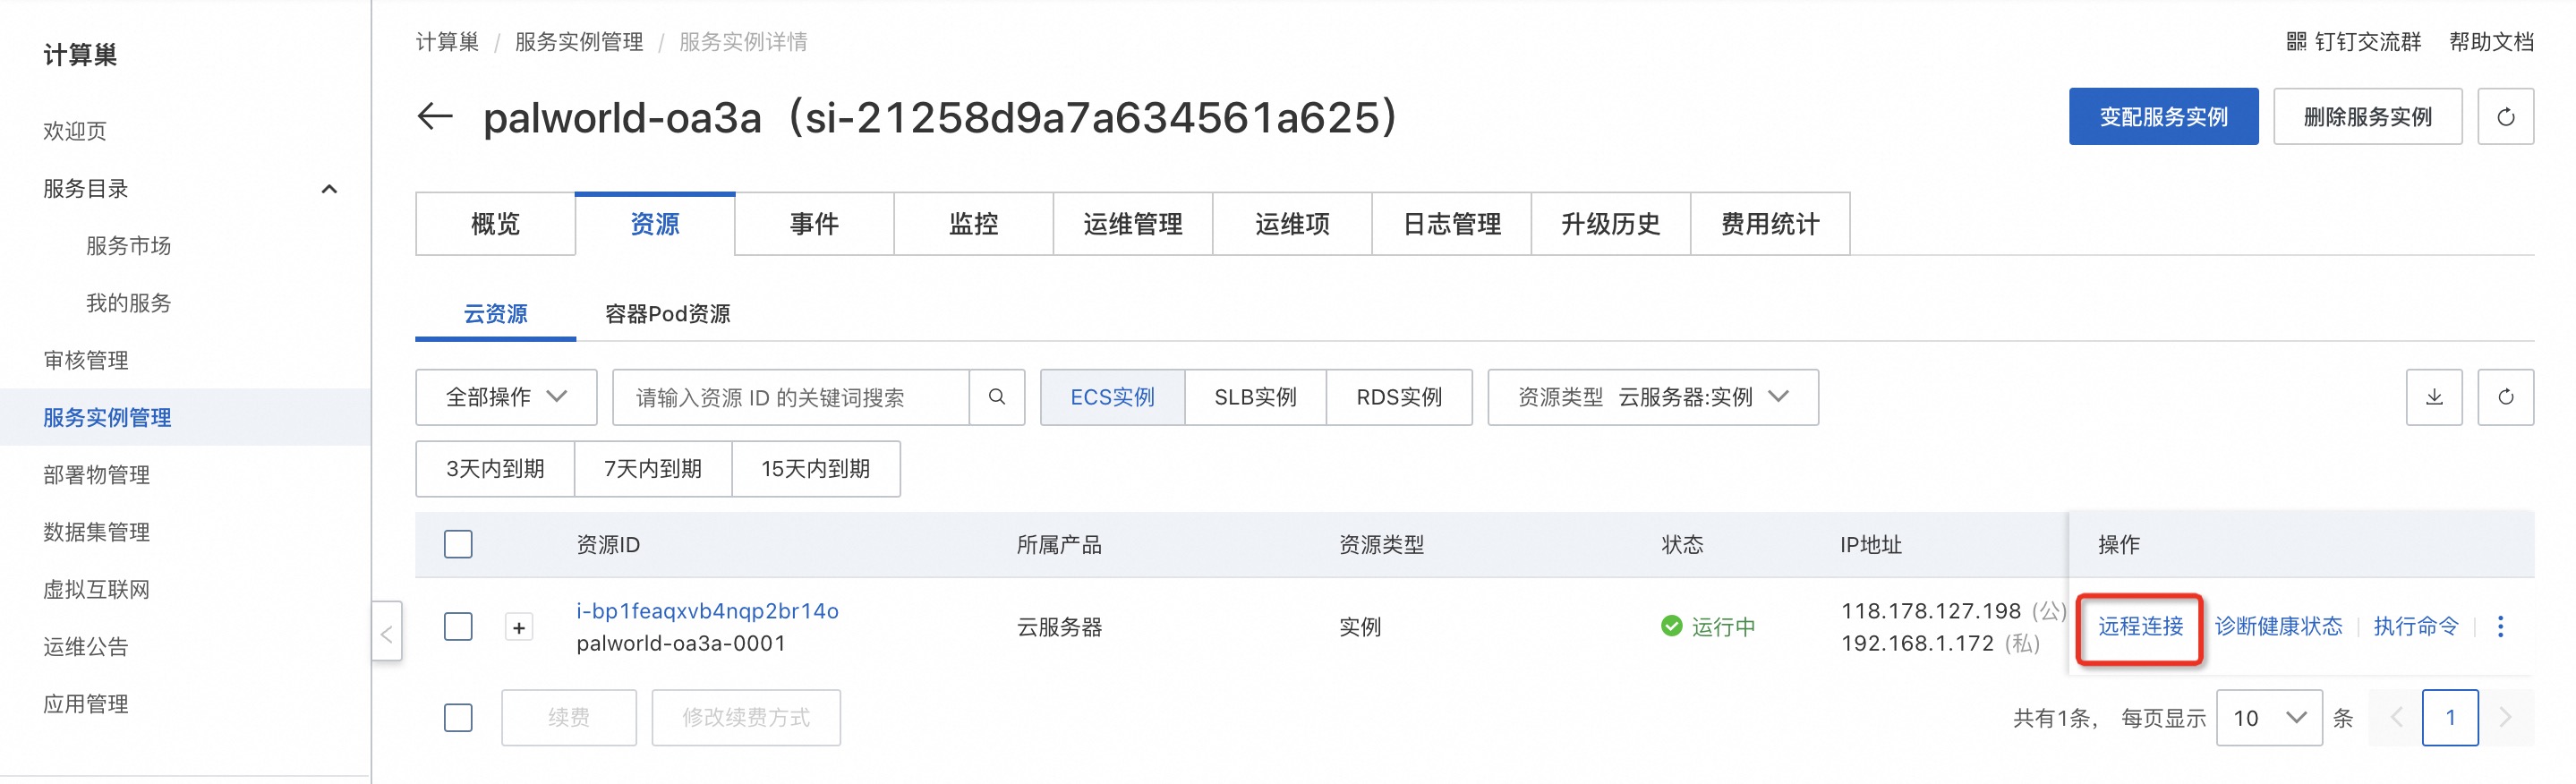 计算巢
欢迎页
服务目录
服务市场
我的服务
审核管理
服务实例管理
部署物管理
数据集管理
虚拟互联网
运维公告
应用管理
计算巢 / 服务实例管理 / 服务实例详情
钉钉交流群 帮助文档
palworld-oa3a（si-21258d9a7a634561a625）
变配服务实例 删除服务实例
概览 资源 事件 监控 运维管理 运维项 日志管理 升级历史 费用统计
云资源 容器Pod资源
全部操作 请输入资源 ID 的关键词搜索 ECS实例 SLB实例 RDS实例 资源类型 云服务器:实例
3天内到期 7天内到期 15天内到期
资源ID 所属产品 资源类型 状态 IP地址 操作
i-bp1feaqxvb4nqp2br14o
palworld-oa3a-0001
云服务器 实例 运行中
118.178.127.198 (公)
192.168.1.172 (私)
远程连接 诊断健康状态 执行命令
续费 修改续费方式
共有1条， 每页显示 10 条 1